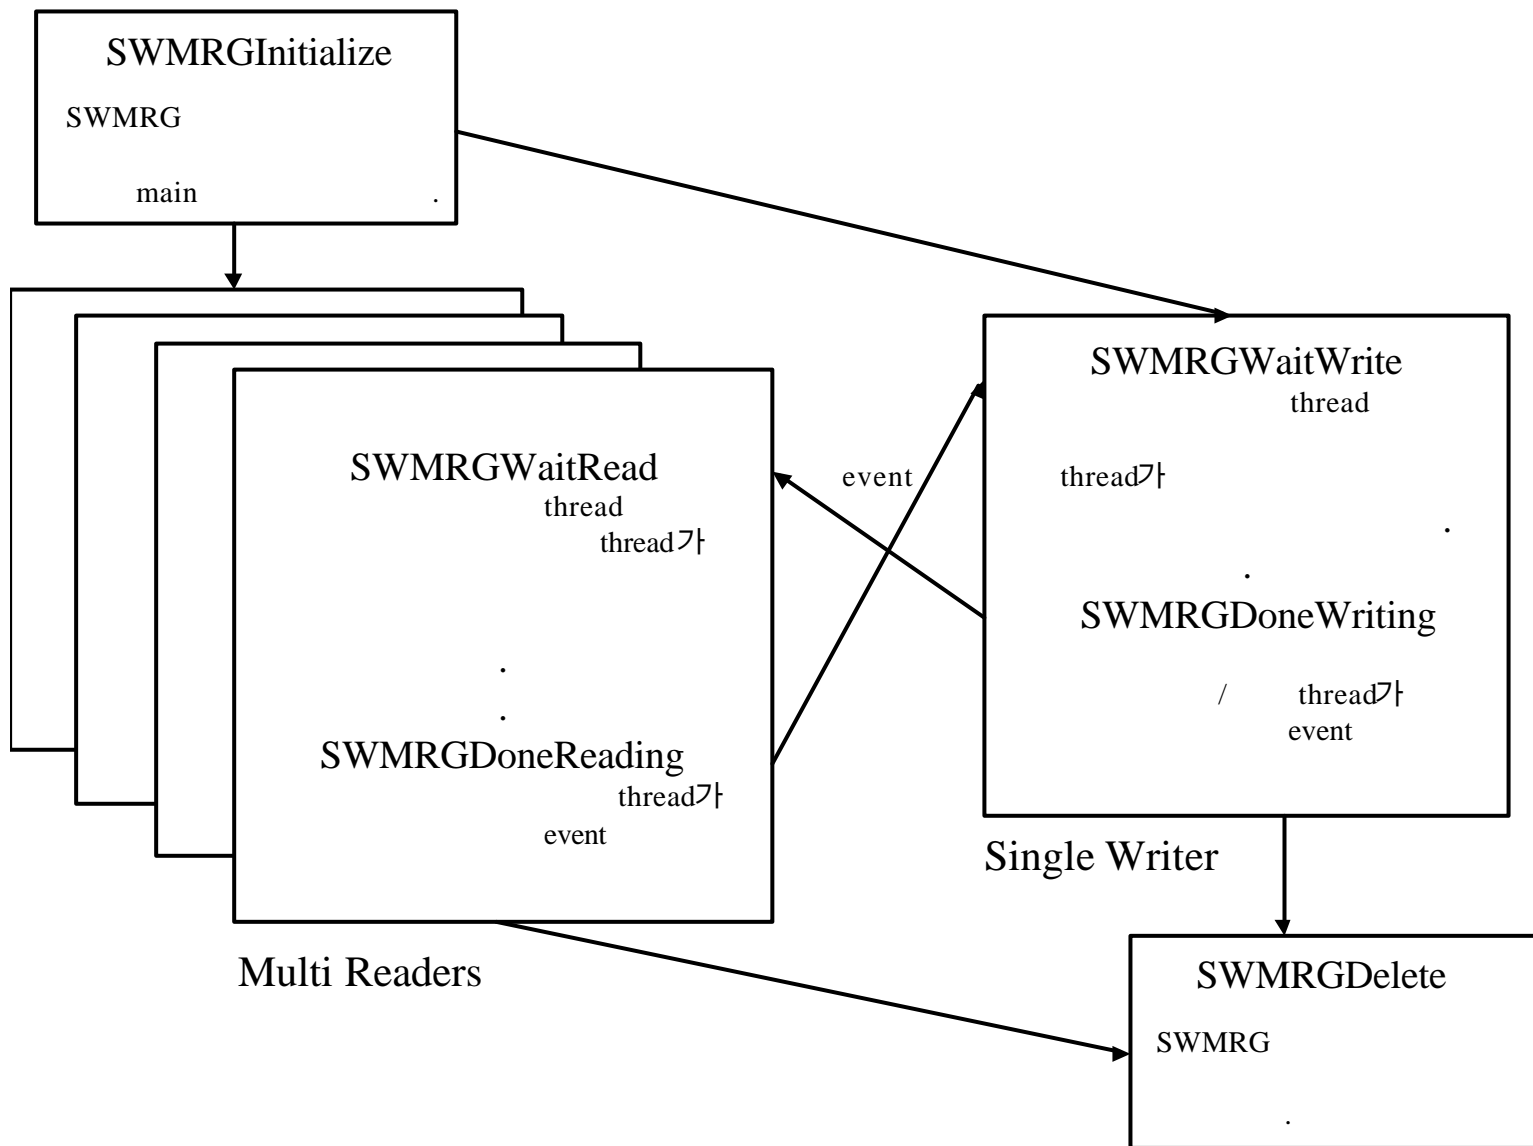 SWMRGInitialize
SWMRG
main .
SWMRGWaitRead
thread
thread가
.
.
SWMRGDoneReading
thread가
event
Multi Readers
event
SWMRGWaitWrite
thread
thread가
.
.
SWMRGDoneWriting
/ thread가
event
Single Writer
SWMRGDelete
SWMRG
.